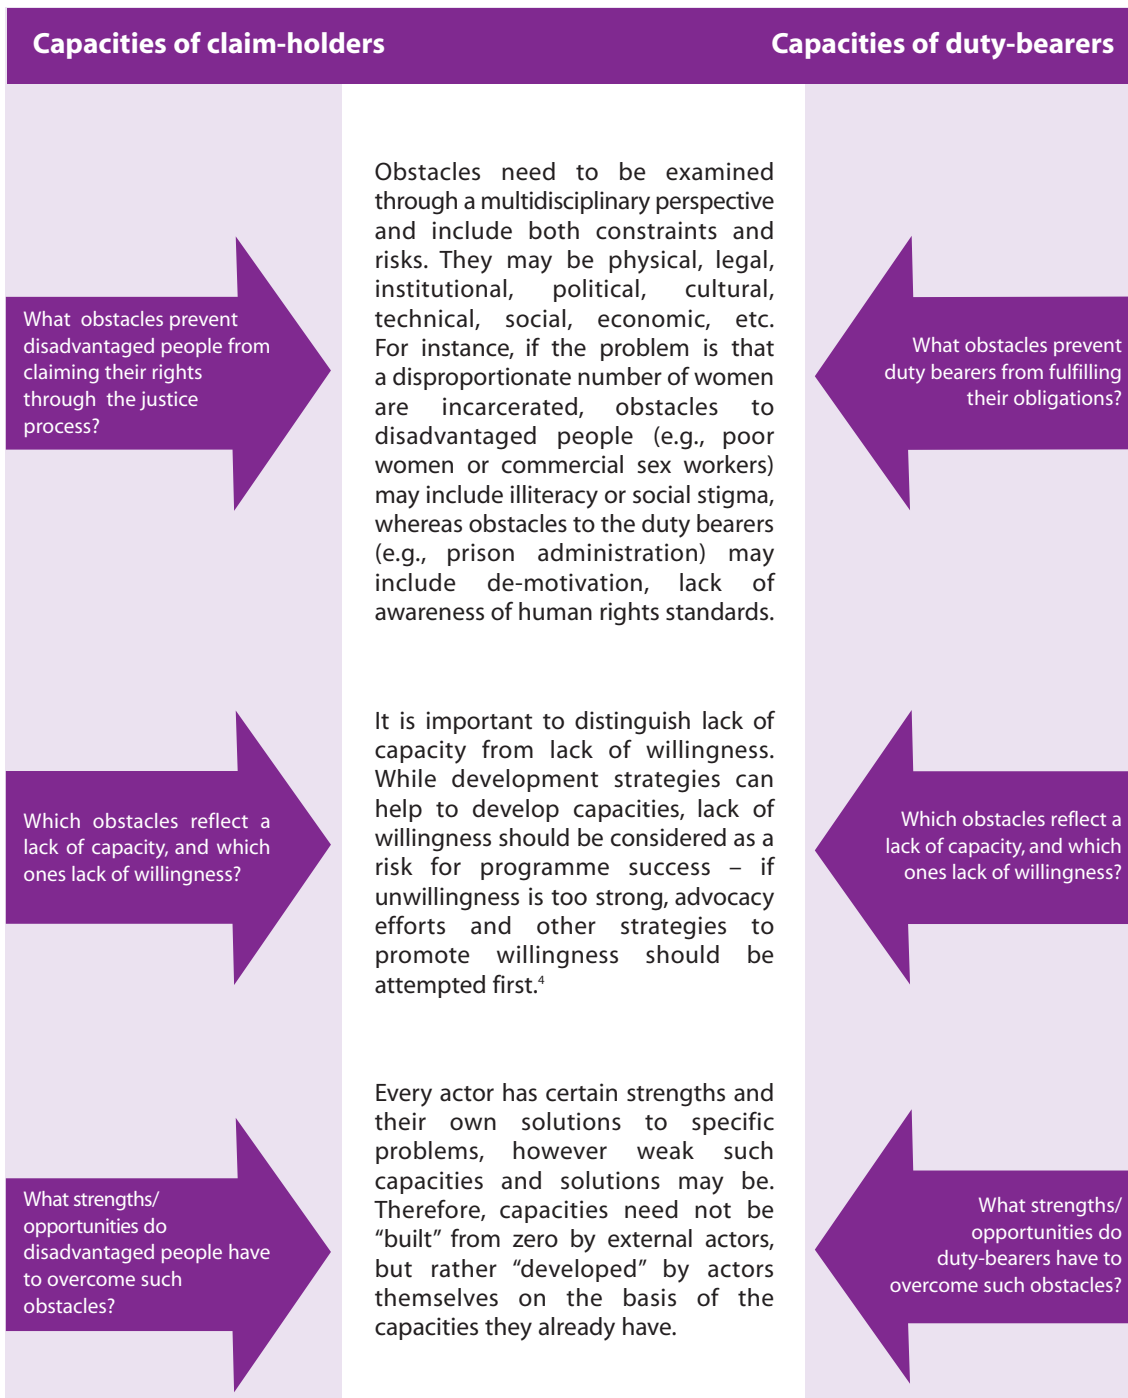 Capacities of claim-holders
Capacities of duty-bearers
What obstacles prevent
disadvantaged people from
claiming their rights
through the justice
process?
Obstacles need to be examined
through a multidisciplinary perspective
and include both constraints and
risks. They may be physical, legal,
institutional, political, cultural,
technical, social, economic, etc.
For instance, if the problem is that
a disproportionate number of women
are incarcerated, obstacles to
disadvantaged people (e.g., poor
women or commercial sex workers)
may include illiteracy or social stigma,
whereas obstacles to the duty bearers
(e.g., prison administration) may
include de-motivation, lack of
awareness of human rights standards.
What obstacles prevent
duty bearers from fulfilling
their obligations?
Which obstacles reflect a
lack of capacity, and which
ones lack of willingness?
It is important to distinguish lack of
capacity from lack of willingness.
While development strategies can
help to develop capacities, lack of
willingness should be considered as a
risk for programme success – if
unwillingness is too strong, advocacy
efforts and other strategies to
promote willingness should be
attempted first.4
Which obstacles reflect a
lack of capacity, and which
ones lack of willingness?
What strengths/
opportunities do
disadvantaged people have
to overcome such
obstacles?
Every actor has certain strengths and
their own solutions to specific
problems, however weak such
capacities and solutions may be.
Therefore, capacities need not be
“built” from zero by external actors,
but rather “developed” by actors
themselves on the basis of the
capacities they already have.
What strengths/
opportunities do
duty-bearers have to
overcome such obstacles?